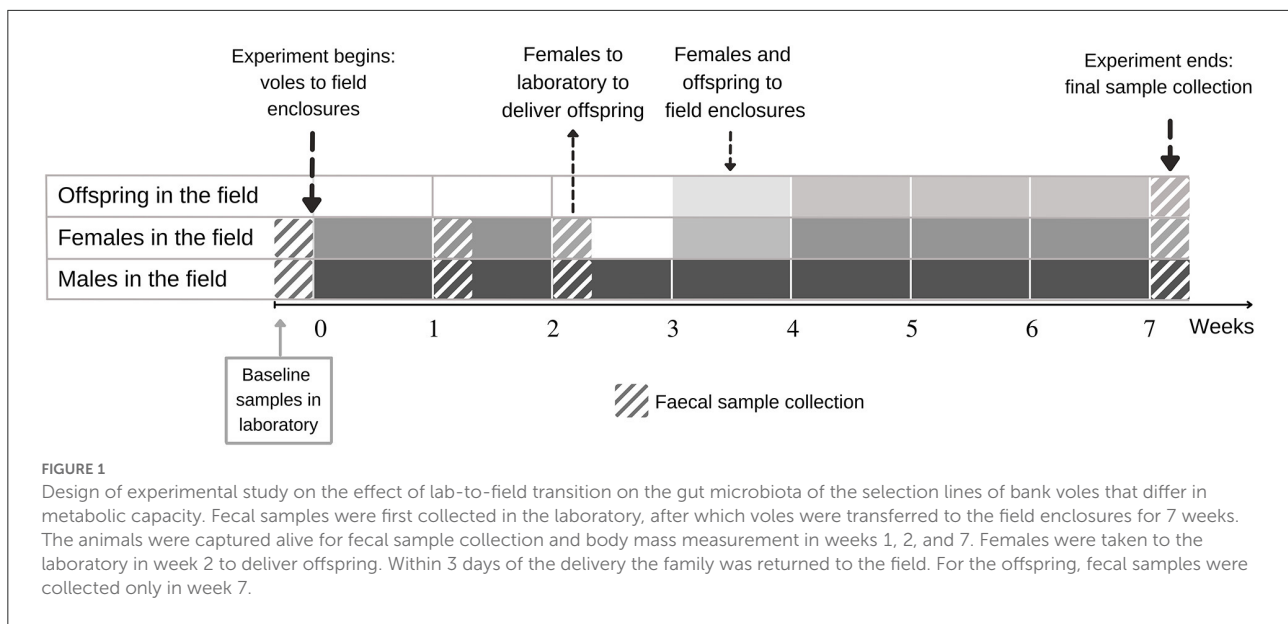 Experiment begins:
voles to field
enclosures
Females to
laboratory to
deliver offspring
Females and
offspring to
field enclosures
Experiment ends:
final sample collection
Offspring in the field
Females in the field
Males in the field
0 1 2 3 4 5 6 7 Weeks
Baseline
samples in
laboratory
Faecal sample collection
FIGURE 1
Design of experimental study on the effect of lab-to-field transition on the gut microbiota of the selection lines of bank voles that differ in
metabolic capacity. Fecal samples were first collected in the laboratory, after which voles were transferred to the field enclosures for 7 weeks.
The animals were captured alive for fecal sample collection and body mass measurement in weeks 1, 2, and 7. Females were taken to the
laboratory in week 2 to deliver offspring. Within 3 days of the delivery the family was returned to the field. For the offspring, fecal samples were
collected only in week 7.